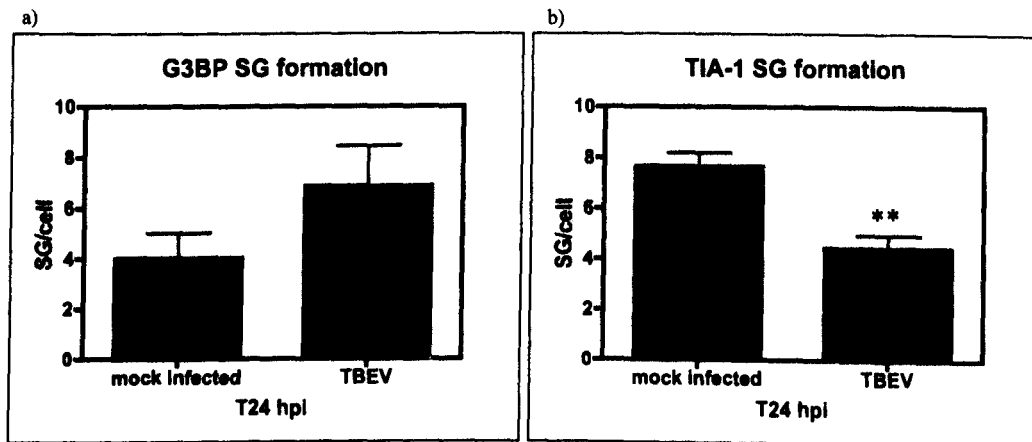 a)
G3BP SG formation
10
8
6
4
2
0
SG/cell
mock infected TBEV
T24 hpi
b)
TIA-1 SG formation
10
8
6
4
2
0
SG/cell
**
mock infected TBEV
T24 hpi